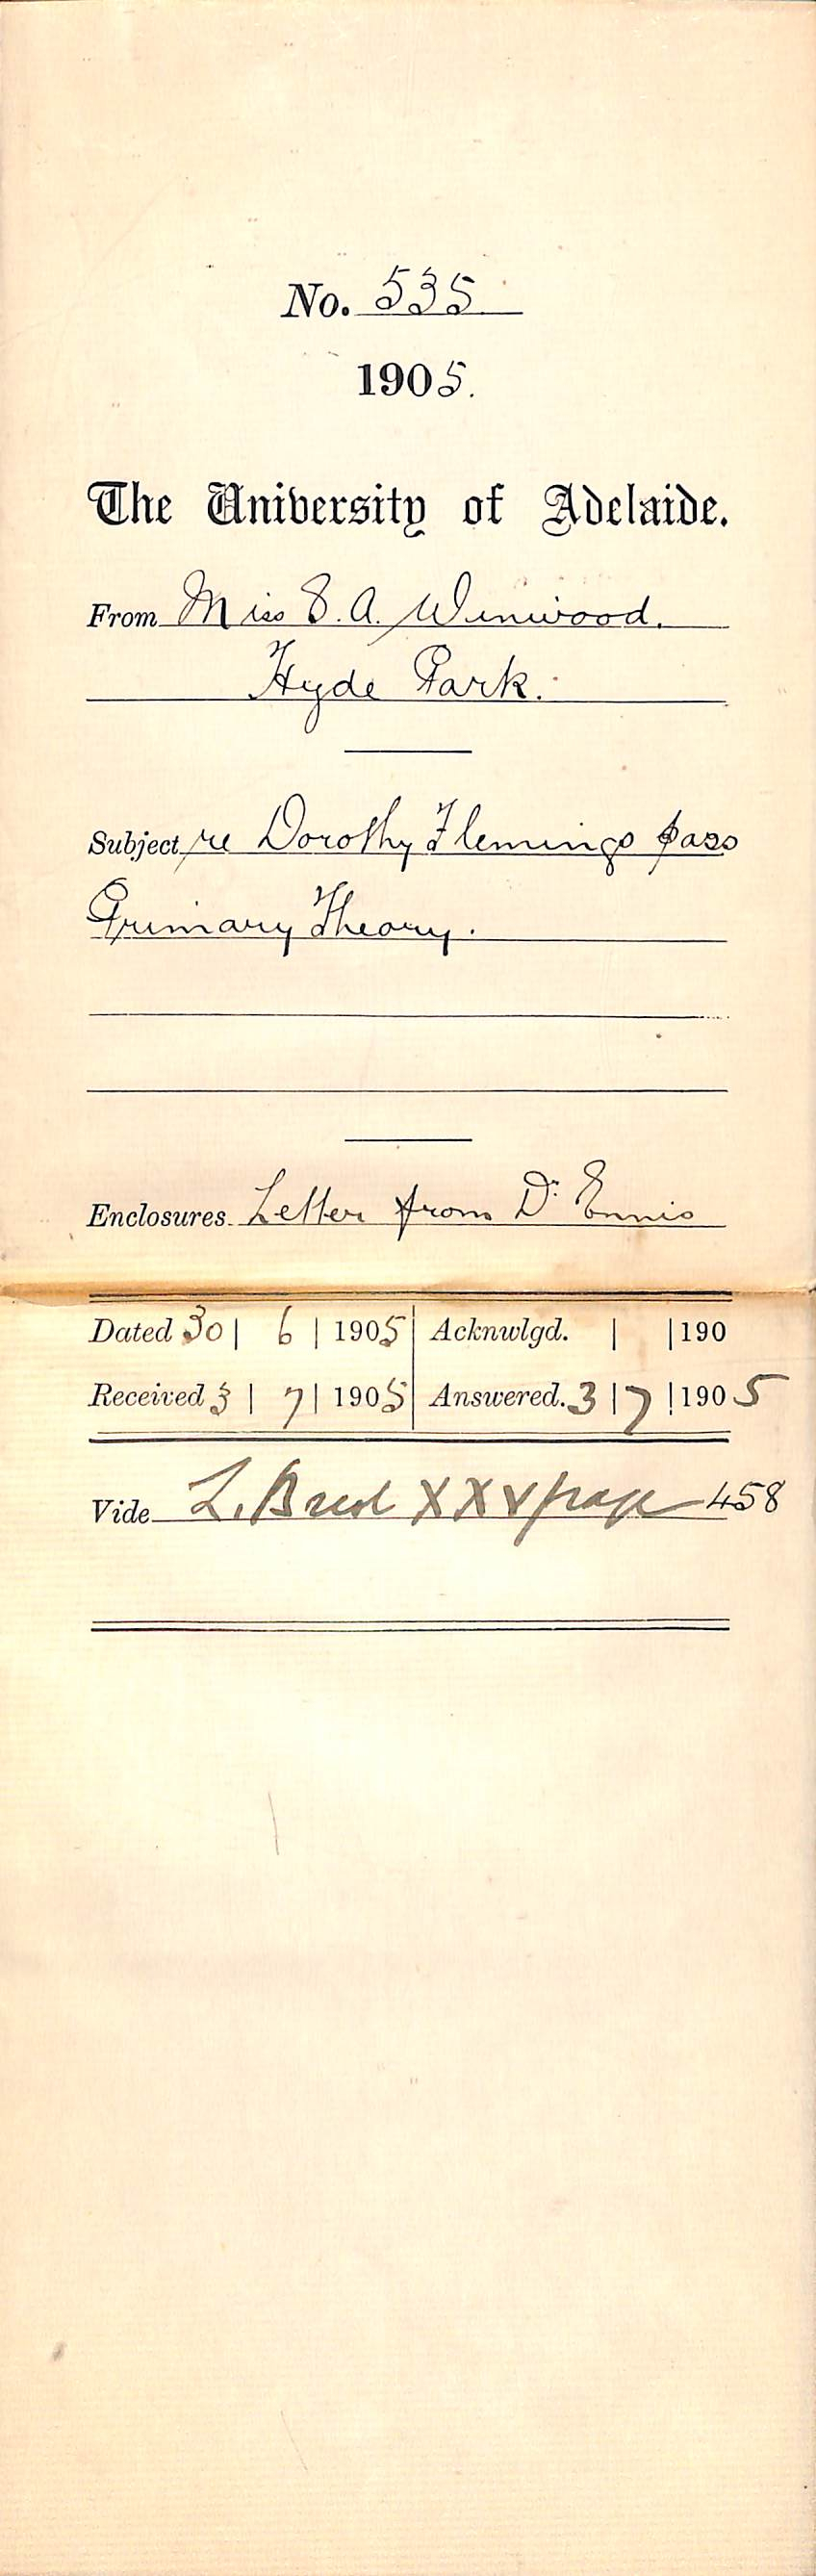 No. 535
1905.
The University of Adelaide.
From Miss E. A. Winwood.
Hyde Park.
Subject re Dorothy Flemings pass
Primary Theory.
Enclosures. Letter from Dr. Ennis
Dated 30 | 6 | 1905 | Acknwlgd. | | 190
Received 3 | 7 | 1905 | Answered. 3 | 7 | 1905
Vide L. XXV page 458